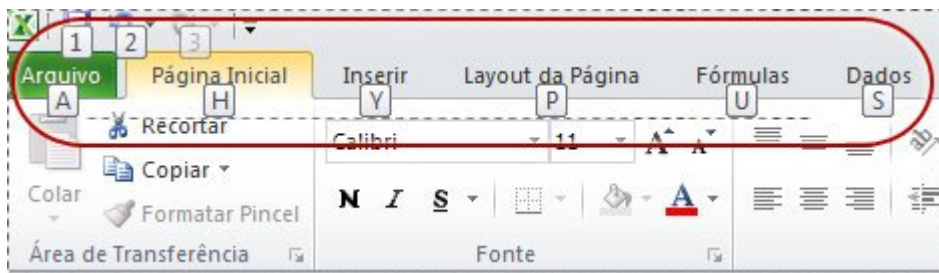 1 2 3
Arquivo Página Inicial Inserir Layout da Página Fórmulas Dados
A H Y P U S
Recortar
Calibri 11 A A
Copiar
Colar
N I S A
Formatar Pincel
Área de Transferência Fonte